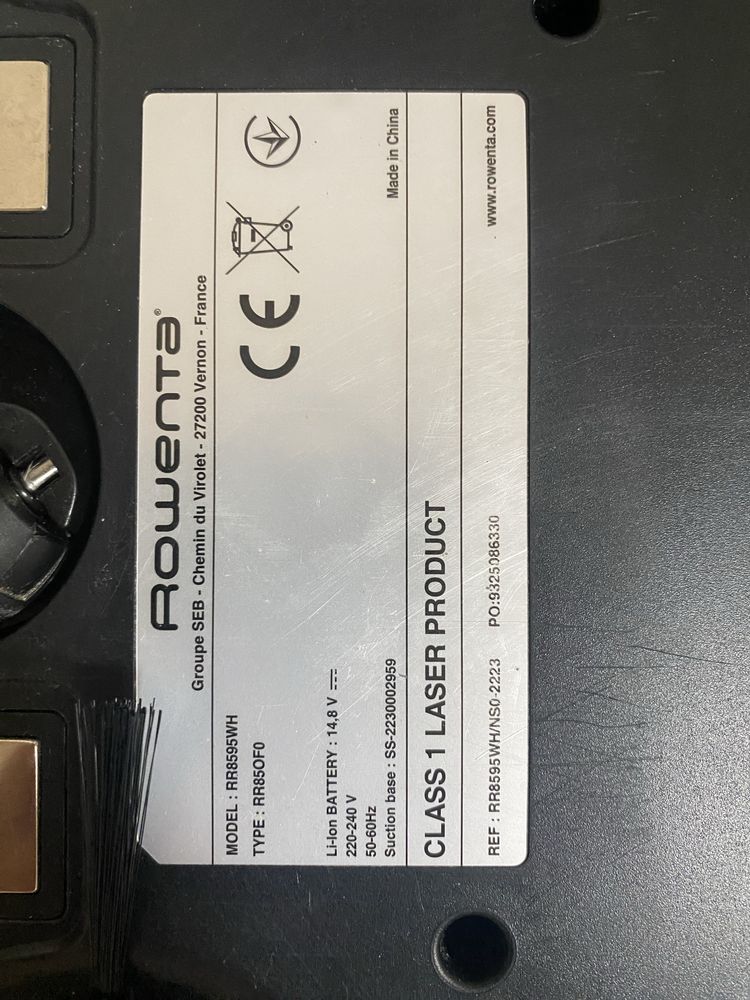 ROWENTA®
Groupe SEB - Chemin du Virolet - 27200 Vernon - France
MODEL : RR8595WH
TYPE : RR85OF0
CE
Li-Ion BATTERY : 14,8 V
220-240 V
50-60Hz
Suction base : SS-2230002959
Made in China
CLASS 1 LASER PRODUCT
REF : RR8595WH/NS0-2223 PO:9325086330 www.rowenta.com